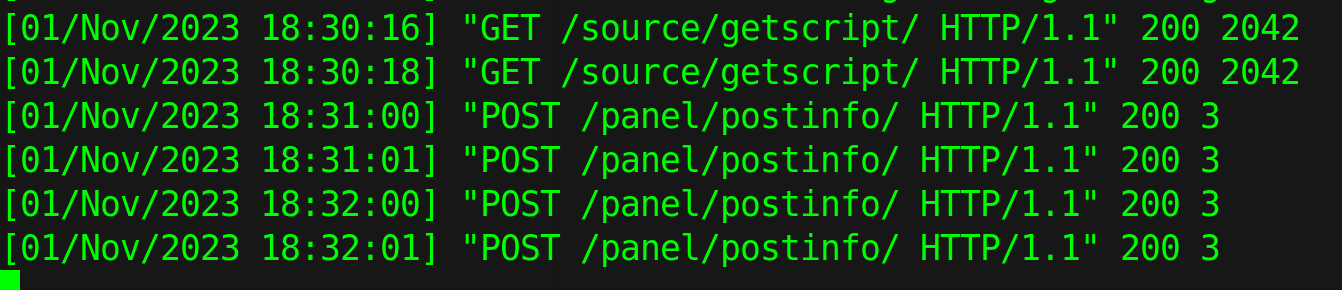 [01/Nov/2023 18:30:16] "GET /source/getscript/ HTTP/1.1" 200 2042
[01/Nov/2023 18:30:18] "GET /source/getscript/ HTTP/1.1" 200 2042
[01/Nov/2023 18:31:00] "POST /panel/postinfo/ HTTP/1.1" 200 3
[01/Nov/2023 18:31:01] "POST /panel/postinfo/ HTTP/1.1" 200 3
[01/Nov/2023 18:32:00] "POST /panel/postinfo/ HTTP/1.1" 200 3
[01/Nov/2023 18:32:01] "POST /panel/postinfo/ HTTP/1.1" 200 3